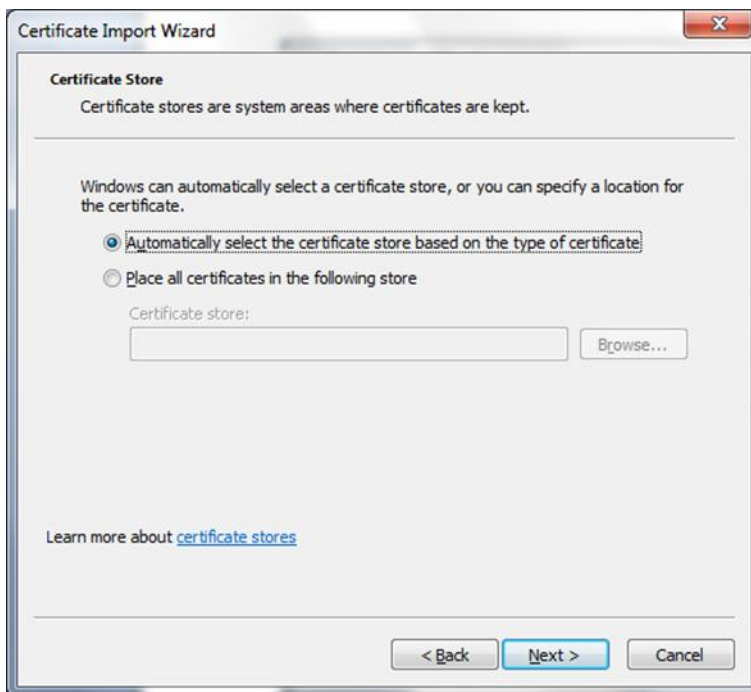 Certificate Import Wizard
Certificate Store
Certificate stores are system areas where certificates are kept.
Windows can automatically select a certificate store, or you can specify a location for
the certificate.
Automatically select the certificate store based on the type of certificate
Place all certificates in the following store
Certificate store:
Browse...
Learn more about certificate stores
< Back Next > Cancel